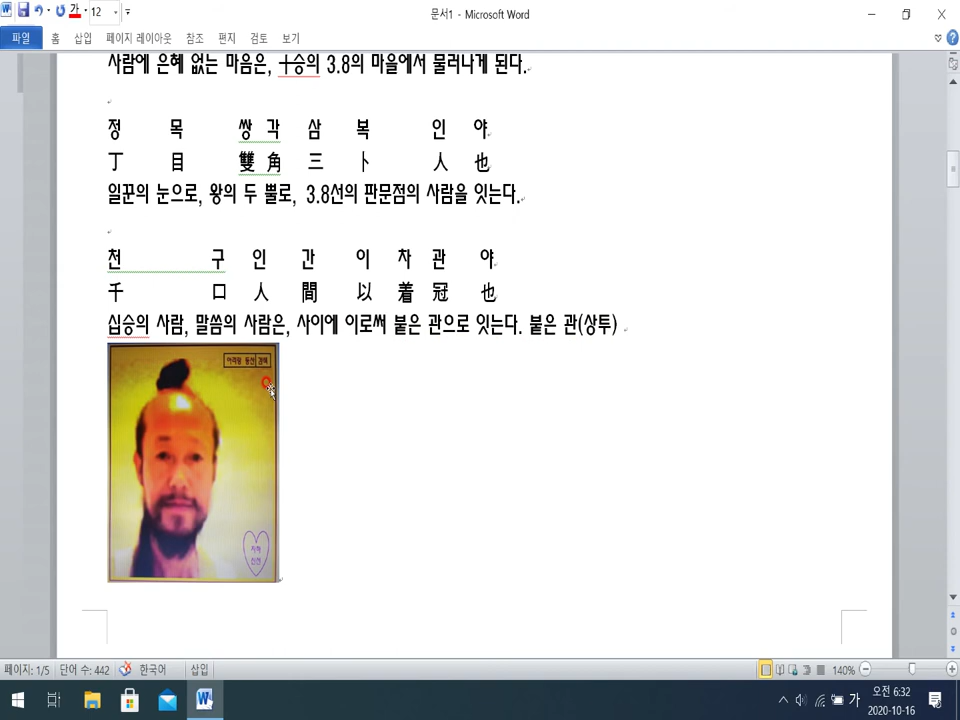 가 12
문서1 - Microsoft Word
파일 홈 삽입 페이지 레이아웃 참조 편지 검토 보기
사람에 은혜 없는 마음은, 十승의 3.8의 마을에서 물러나게 된다.
정 목 쌍 각 삼 복 인 야
丁 目 雙 角 三 卜 人 也
일꾼의 눈으로, 왕의 두 뿔로, 3.8선의 판문점의 사람을 잇는다.
천 구 인 간 이 차 관 야
千 口 人 間 以 着 冠 也
십승의 사람, 말씀의 사람은, 사이에 이로써 붙은 관으로 잇는다. 붙은 관(상투)
아리랑 동산
페이지: 1/5 단어 수: 442 한국어 삽입 140%
가 오전 6:32
2020-10-16